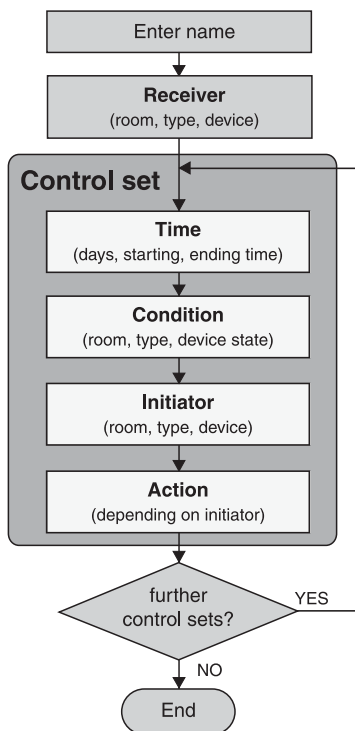 Enter name
Receiver
(room, type, device)
Control set
Time
(days, starting, ending time)
Condition
(room, type, device state)
Initiator
(room, type, device)
Action
(depending on initiator)
further
control sets?
YES
NO
End